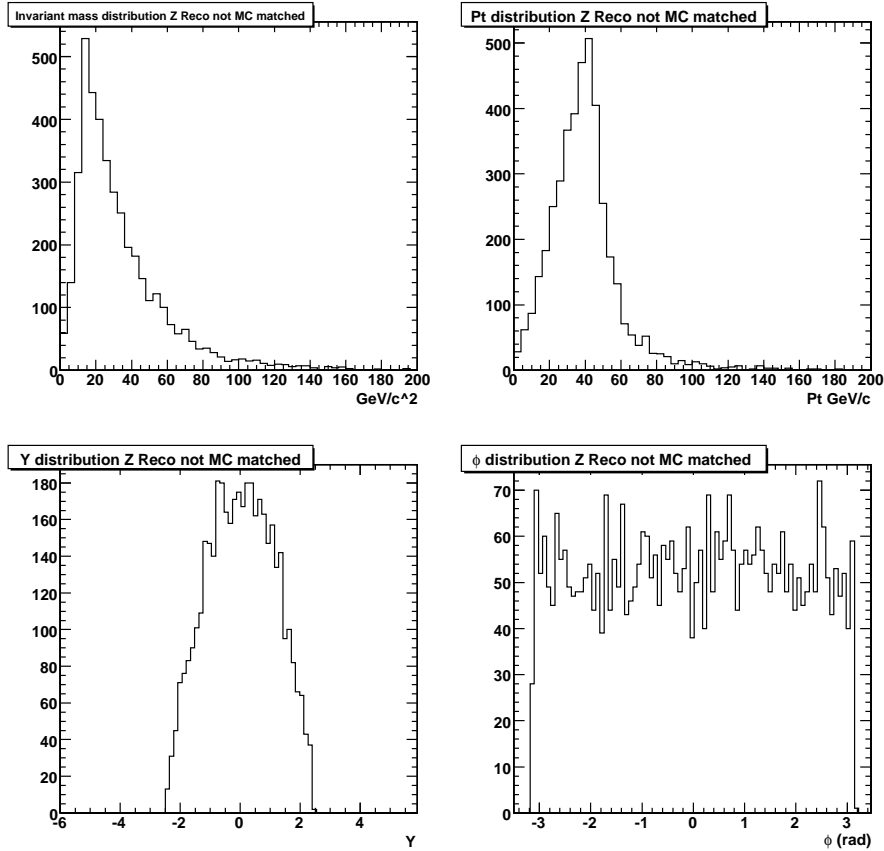 Invariant mass distribution Z Reco not MC matched
500
400
300
200
100
0
0 20 40 60 80 100 120 140 160 180 200
GeV/c^2
Pt distribution Z Reco not MC matched
500
400
300
200
100
0
0 20 40 60 80 100 120 140 160 180 200
Pt GeV/c
Y distribution Z Reco not MC matched
180
160
140
120
100
80
60
40
20
0
-6 -4 -2 0 2 4
Y
ϕ distribution Z Reco not MC matched
70
60
50
40
30
20
10
0
-3 -2 -1 0 1 2 3
ϕ (rad)